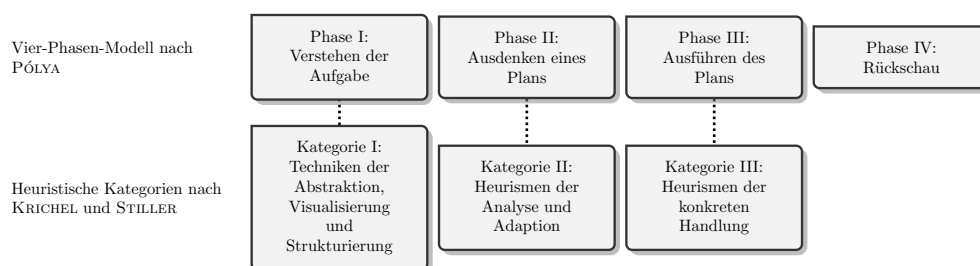 Vier-Phasen-Modell nach
PÓLYA
Phase I:
Verstehen der
Aufgabe
Phase II:
Ausdenken eines
Plans
Phase III:
Ausführen des
Plans
Phase IV:
Rückschau
Heuristische Kategorien nach
KRICHEL und STILLER
Kategorie I:
Techniken der
Abstraktion,
Visualisierung
und
Strukturierung
Kategorie II:
Heurismen der
Analyse und
Adaption
Kategorie III:
Heurismen der
konkreten
Handlung